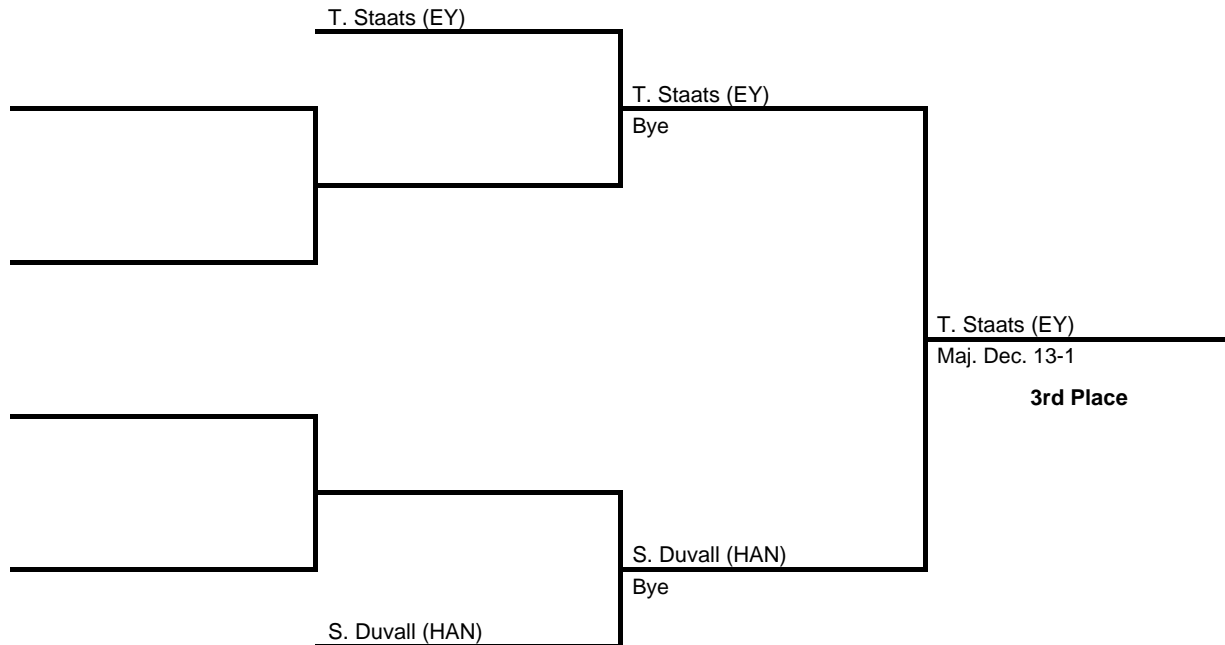 T. Staats (EY)
T. Staats (EY)
Bye
T. Staats (EY)
Maj. Dec. 13-1
3rd Place
S. Duvall (HAN)
Bye
S. Duvall (HAN)